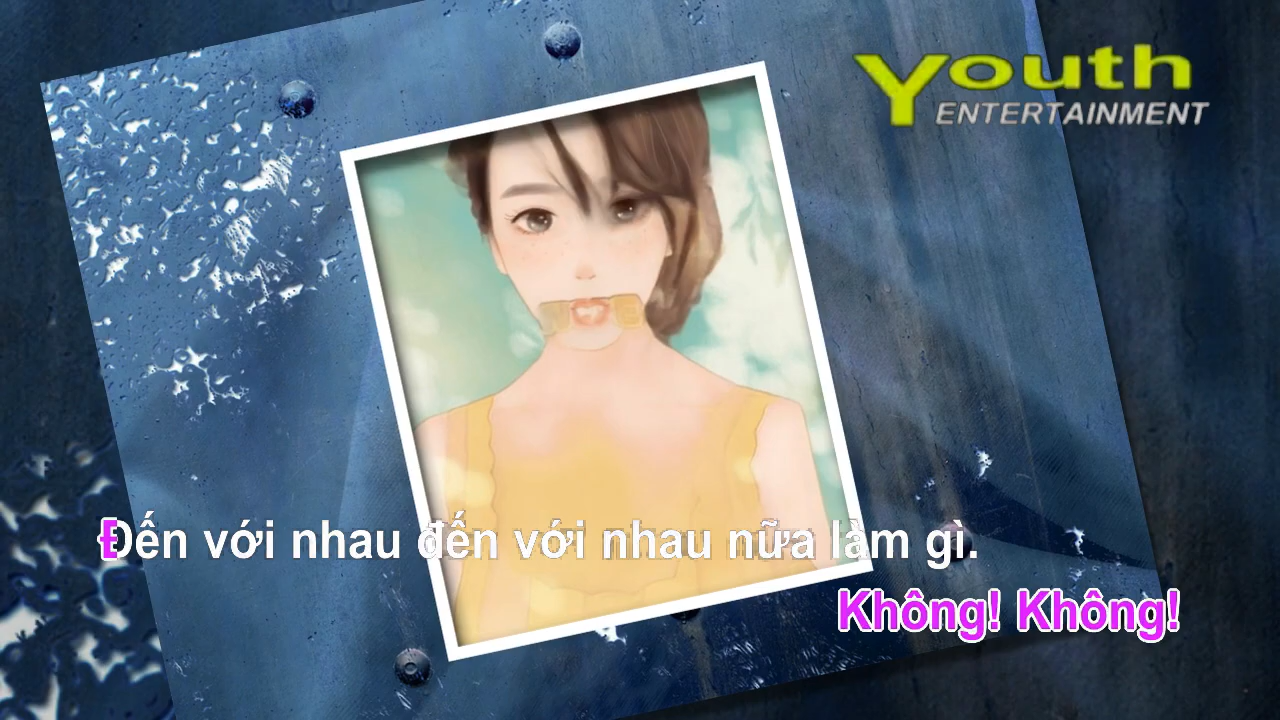 Youth
ENTERTAINMENT
Đến với nhau đến với nhau nữa làm gì.
Không! Không!